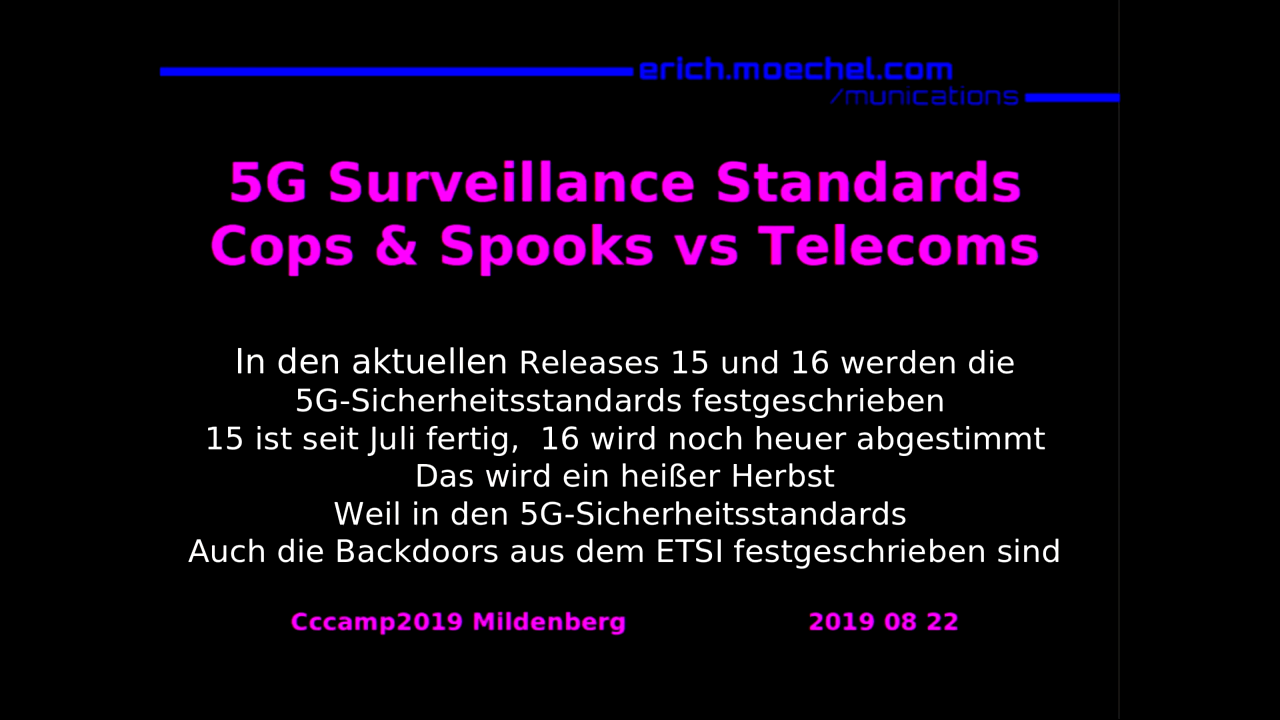 erich.moechel.com
/munications
5G Surveillance Standards
Cops & Spooks vs Telecoms
In den aktuellen Releases 15 und 16 werden die
5G-Sicherheitsstandards festgeschrieben
15 ist seit Juli fertig,  16 wird noch heuer abgestimmt
Das wird ein heißer Herbst
Weil in den 5G-Sicherheitsstandards
Auch die Backdoors aus dem ETSI festgeschrieben sind
Cccamp2019 Mildenberg 2019 08 22